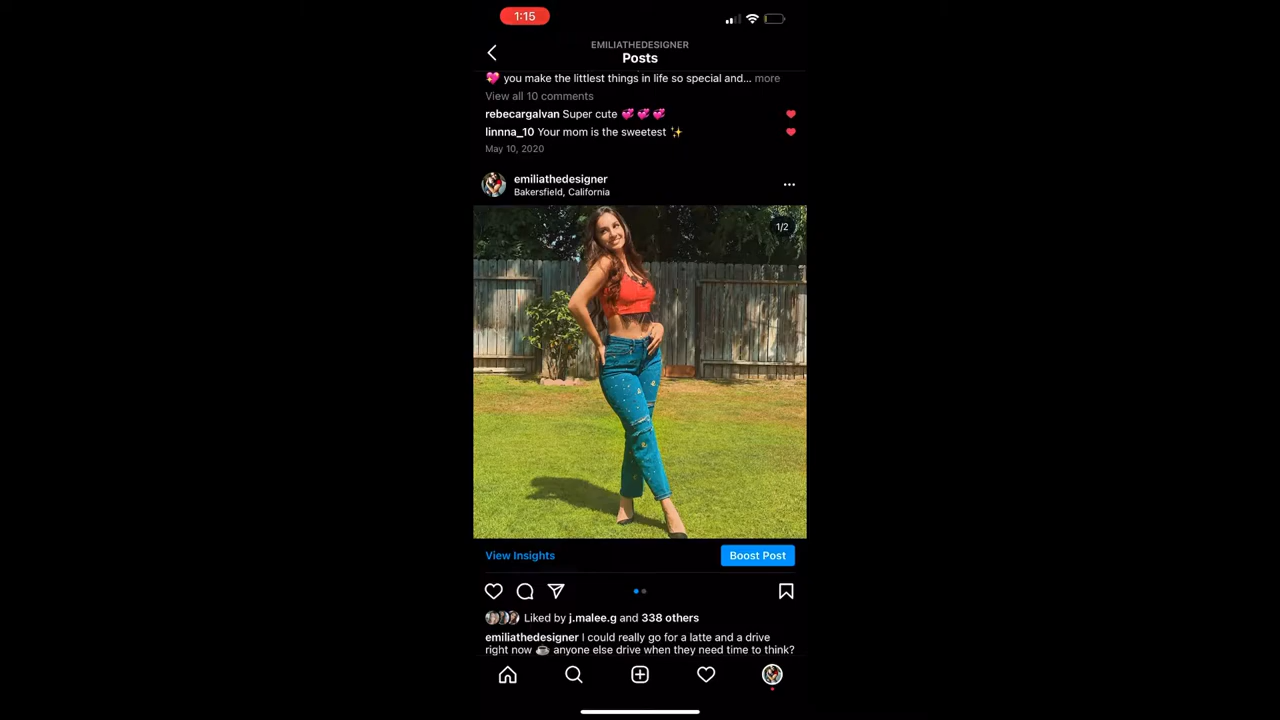 1:15
EMILIATHEDESIGNER
Posts
💖 you make the littlest things in life so special and... more
View all 10 comments
rebecargalvan Super cute 💞 💞 💞
linnna_10 Your mom is the sweetest ✨
May 10, 2020
emiliathedesigner
Bakersfield, California
1/2
View Insights
Boost Post
Liked by j.malee.g and 338 others
emiliathedesigner I could really go for a latte and a drive
right now ☕ anyone else drive when they need time to think?